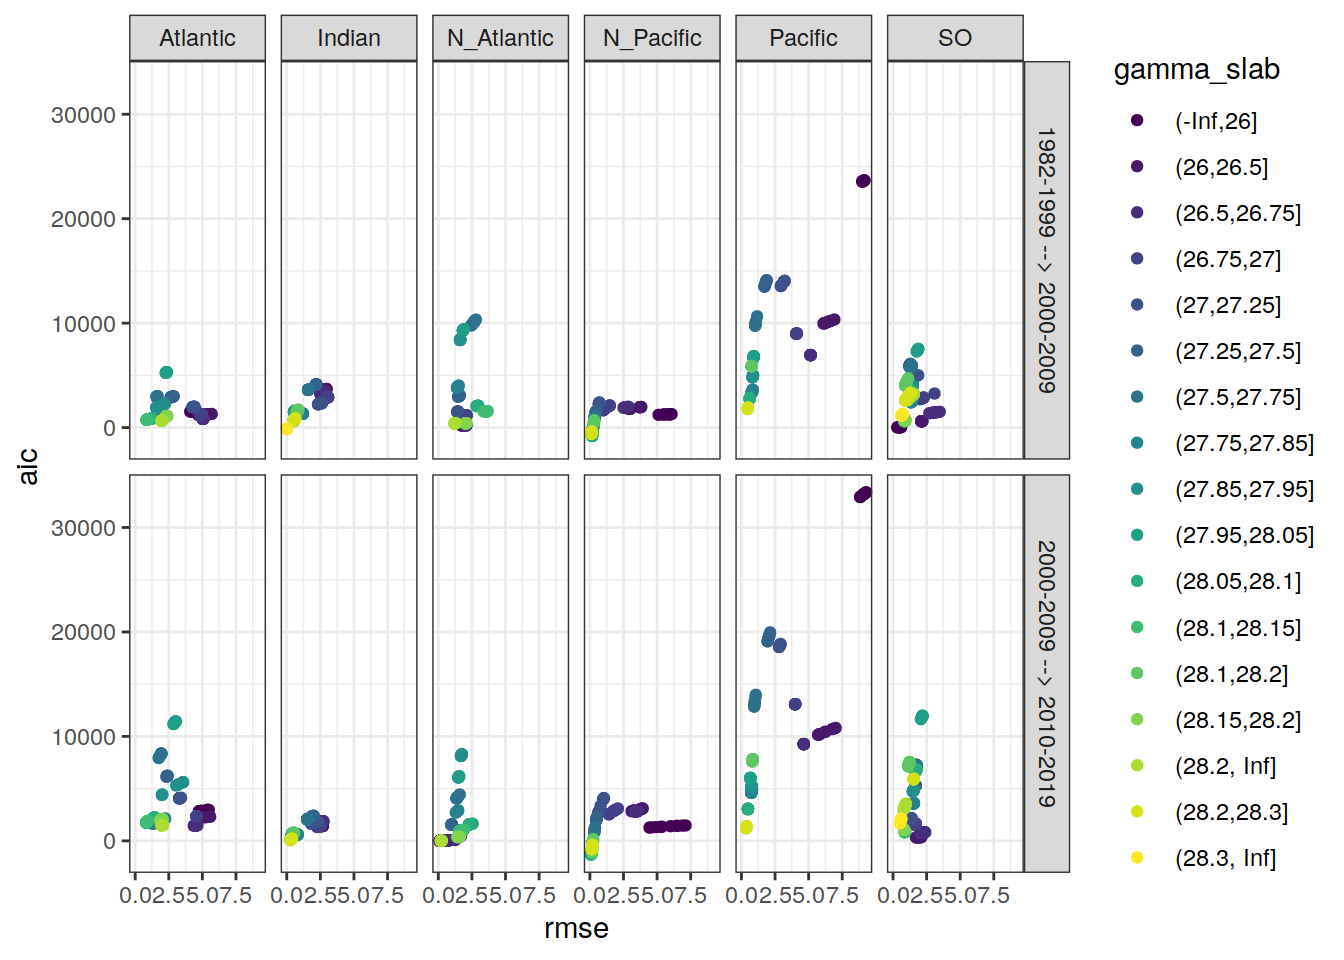 Atlantic Indian N_Atlantic N_Pacific Pacific SO
gamma_slab
(-Inf,26]
(26,26.5]
(26.5,26.75]
(26.75,27]
(27,27.25]
(27.25,27.5]
(27.5,27.75]
(27.75,27.85]
(27.85,27.95]
(27.95,28.05]
(28.05,28.1]
(28.1,28.15]
(28.1,28.2]
(28.15,28.2]
(28.2, Inf]
(28.2,28.3]
(28.3, Inf]
aic
30000
20000
10000
0
1982-1999 --> 2000-2009
30000
20000
10000
0
2000-2009 --> 2010-2019
0.02.55.07.5 0.02.55.07.5 0.02.55.07.5 0.02.55.07.5 0.02.55.07.5 0.02.55.07.5
rmse